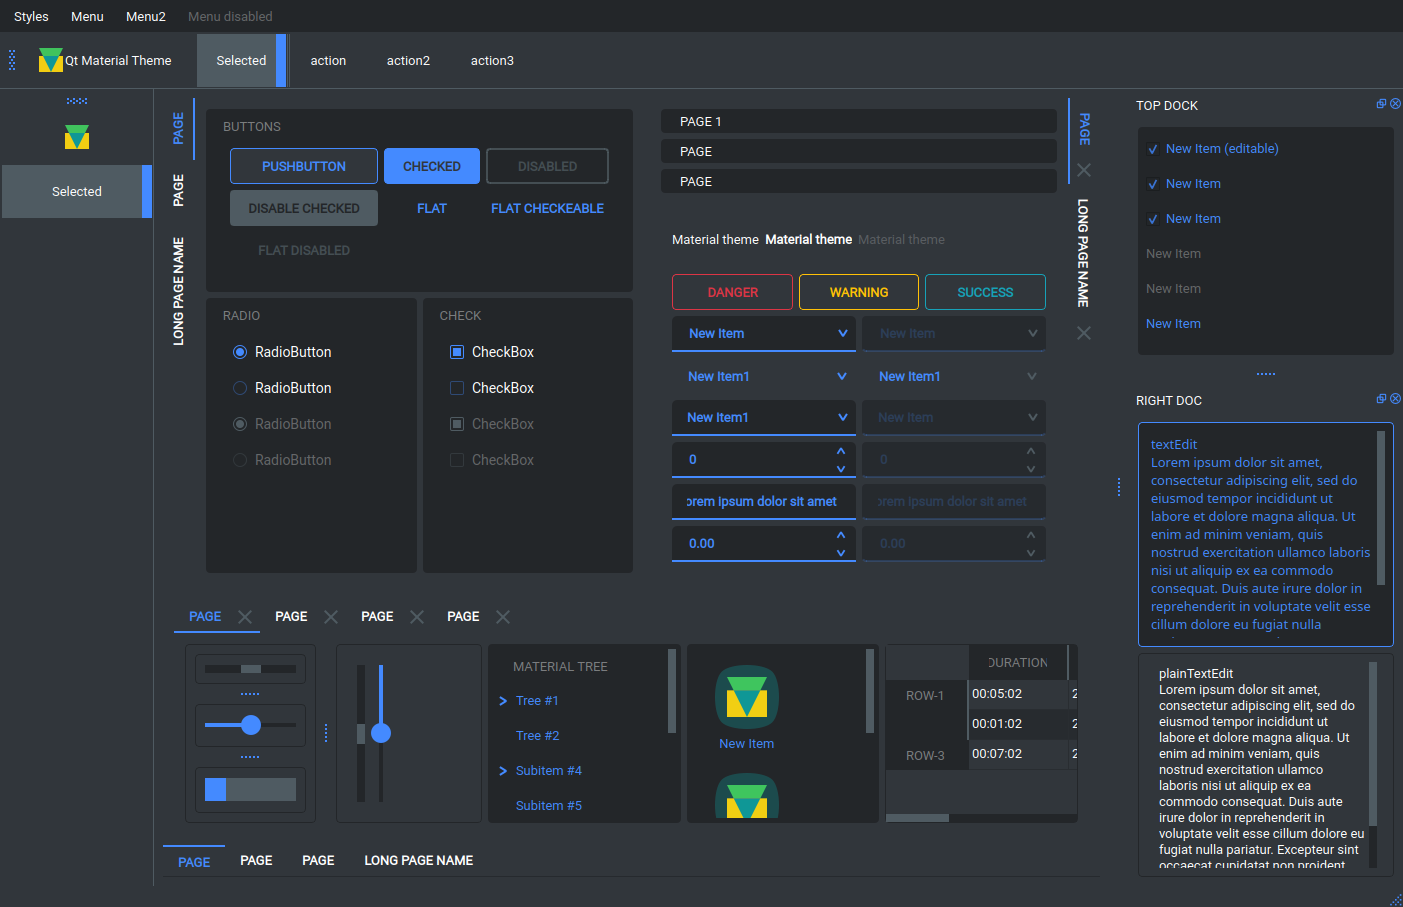 Styles Menu Menu2 Menu disabled
Qt Material Theme Selected action action2 action3
Selected
PAGE
PAGE
LONG PAGE NAME
BUTTONS
PUSHBUTTON CHECKED DISABLED
DISABLE CHECKED FLAT FLAT CHECKEABLE
FLAT DISABLED
RADIO
RadioButton
RadioButton
RadioButton
RadioButton
CHECK
CheckBox
CheckBox
CheckBox
CheckBox
PAGE 1
PAGE
PAGE
Material theme Material theme Material theme
DANGER WARNING SUCCESS
New Item New Item
New Item1 New Item1
New Item1 New Item
0 0
orem ipsum dolor sit amet orem ipsum dolor sit amet
0.00 0.00
PAGE
LONG PAGE NAME
TOP DOCK
New Item (editable)
New Item
New Item
New Item
New Item
New Item
RIGHT DOC
textEdit
Lorem ipsum dolor sit amet,
consectetur adipiscing elit, sed do
eiusmod tempor incididunt ut
labore et dolore magna aliqua. Ut
enim ad minim veniam, quis
nostrud exercitation ullamco laboris
nisi ut aliquip ex ea commodo
consequat. Duis aute irure dolor in
reprehenderit in voluptate velit esse
cillum dolore eu fugiat nulla
plainTextEdit
Lorem ipsum dolor sit amet,
consectetur adipiscing elit, sed do
eiusmod tempor incididunt ut
labore et dolore magna aliqua. Ut
enim ad minim veniam, quis
nostrud exercitation ullamco
laboris nisi ut aliquip ex ea
commodo consequat. Duis aute
irure dolor in reprehenderit in
voluptate velit esse cillum dolore eu
fugiat nulla pariatur. Excepteur sint
occaecat cupidatat non proident
PAGE PAGE PAGE PAGE
MATERIAL TREE
Tree #1
Tree #2
Subitem #4
Subitem #5
New Item
DURATION
ROW-1 00:05:02 2
00:01:02 2
ROW-3 00:07:02 2
PAGE PAGE PAGE LONG PAGE NAME